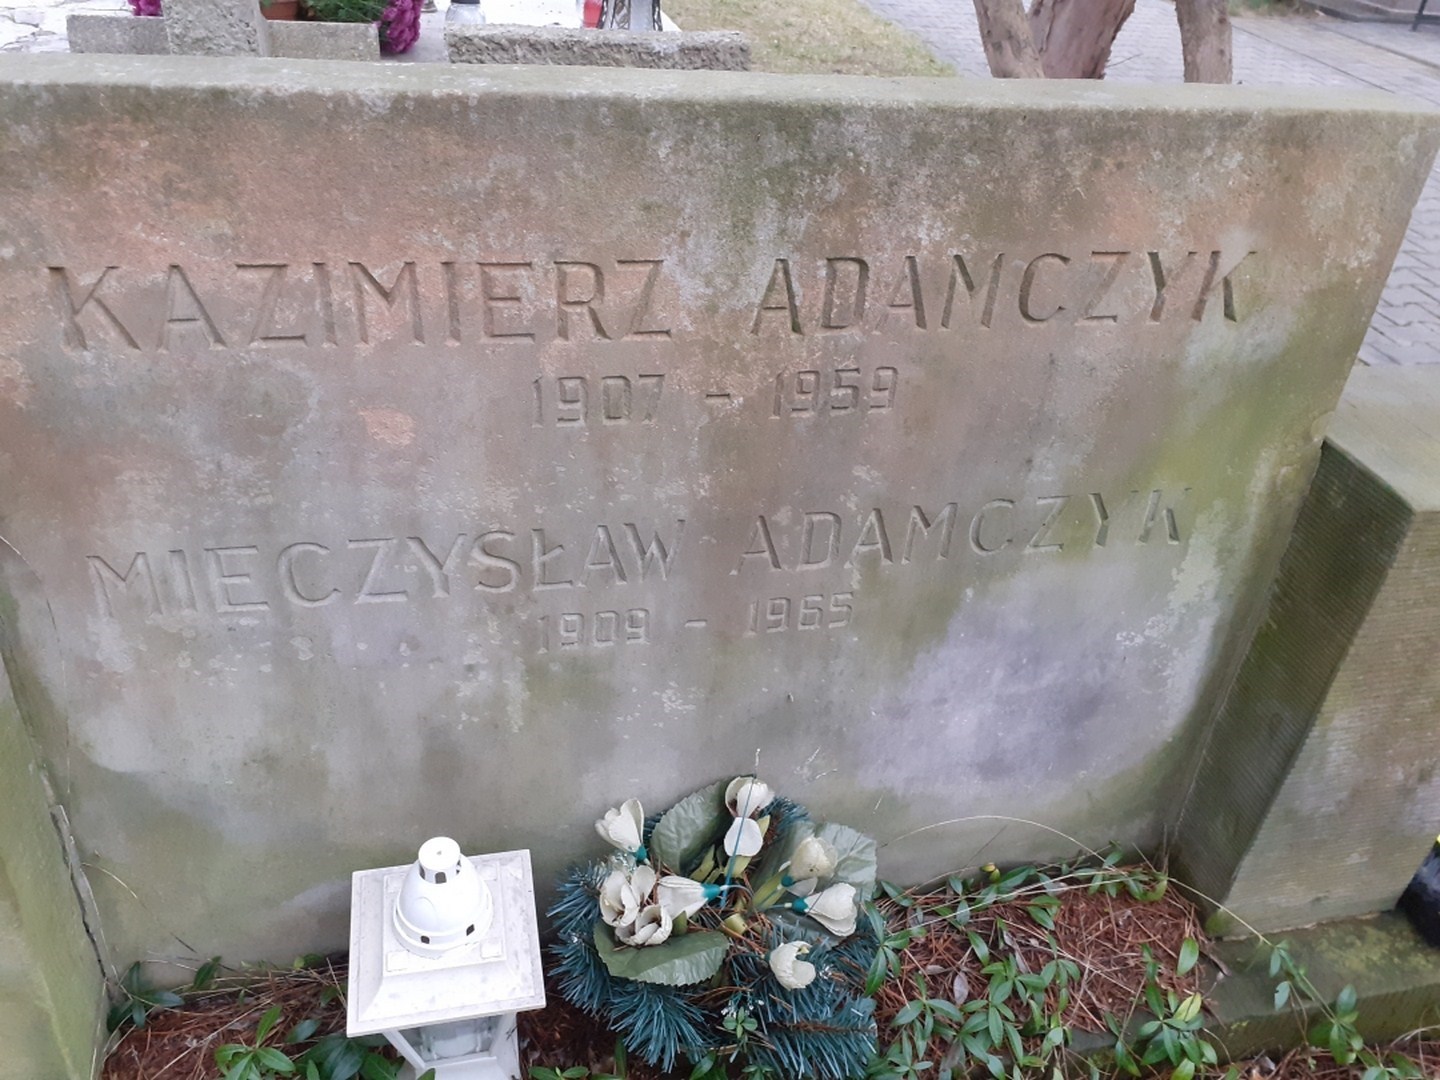 KAZIMIERZ ADAMCZYK
1907 - 1959
MIECZYSŁAW ADAMCZYK
1909 - 1965